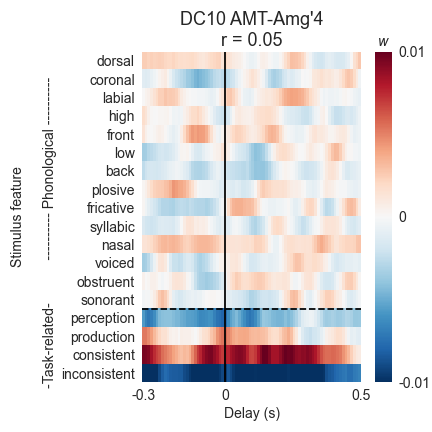 DC10 AMT-Amg'4
r = 0.05
w
dorsal
coronal
labial
high
front
low
back
plosive
fricative
syllabic
nasal
voiced
obstruent
sonorant
perception
production
consistent
inconsistent
Stimulus feature
-Task-related- ---------- Phonological ----------
0.01
0
-0.01
-0.3 0 0.5
Delay (s)